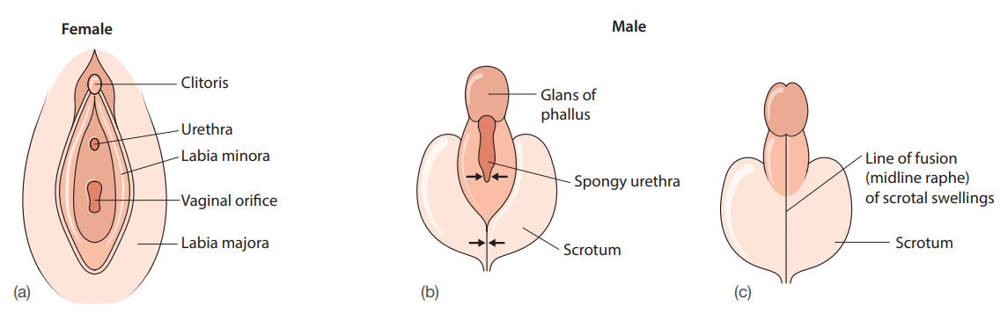 Female
Male
Clitoris
Urethra
Labia minora
Vaginal orifice
Labia majora
(a)
Glans of
phallus
Spongy urethra
Scrotum
(b)
Line of fusion
(midline raphe)
of scrotal swellings
Scrotum
(c)